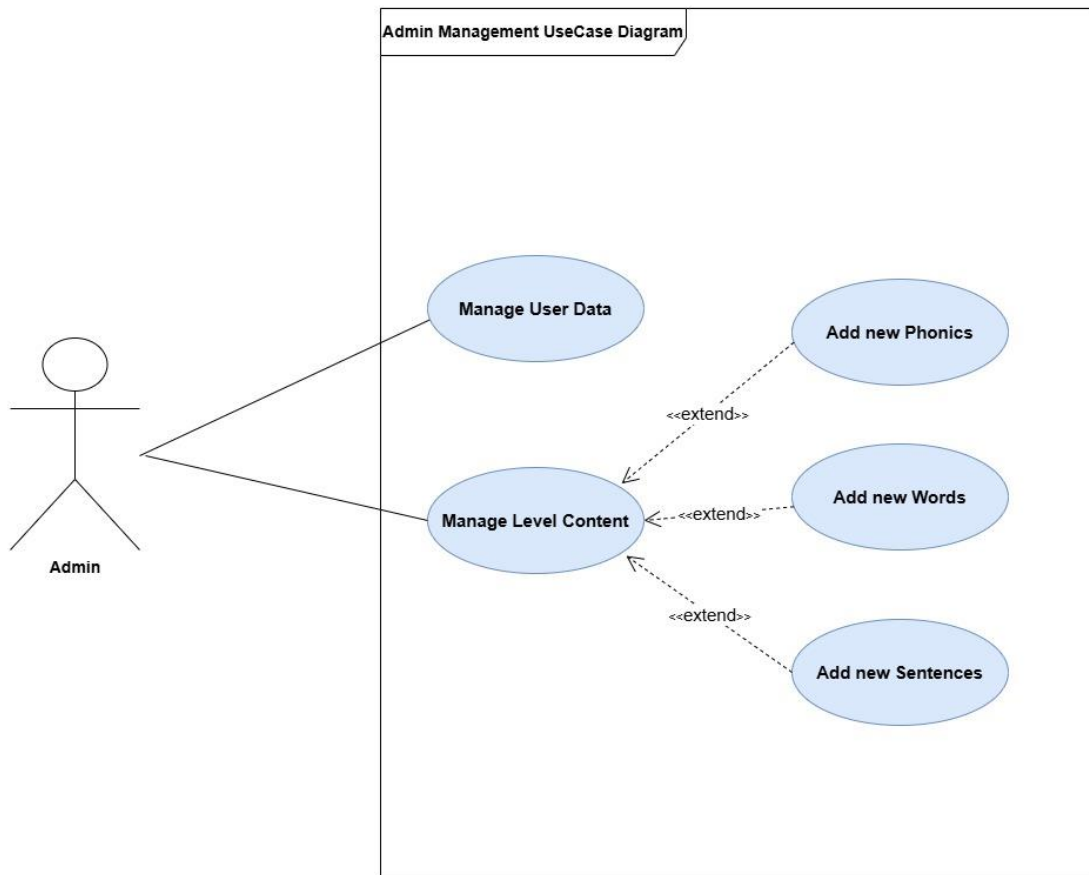 Admin Management UseCase Diagram
Manage User Data
Add new Phonics
<<extend>>
Add new Words
<<extend>>
Manage Level Content
Admin
<<extend>>
Add new Sentences